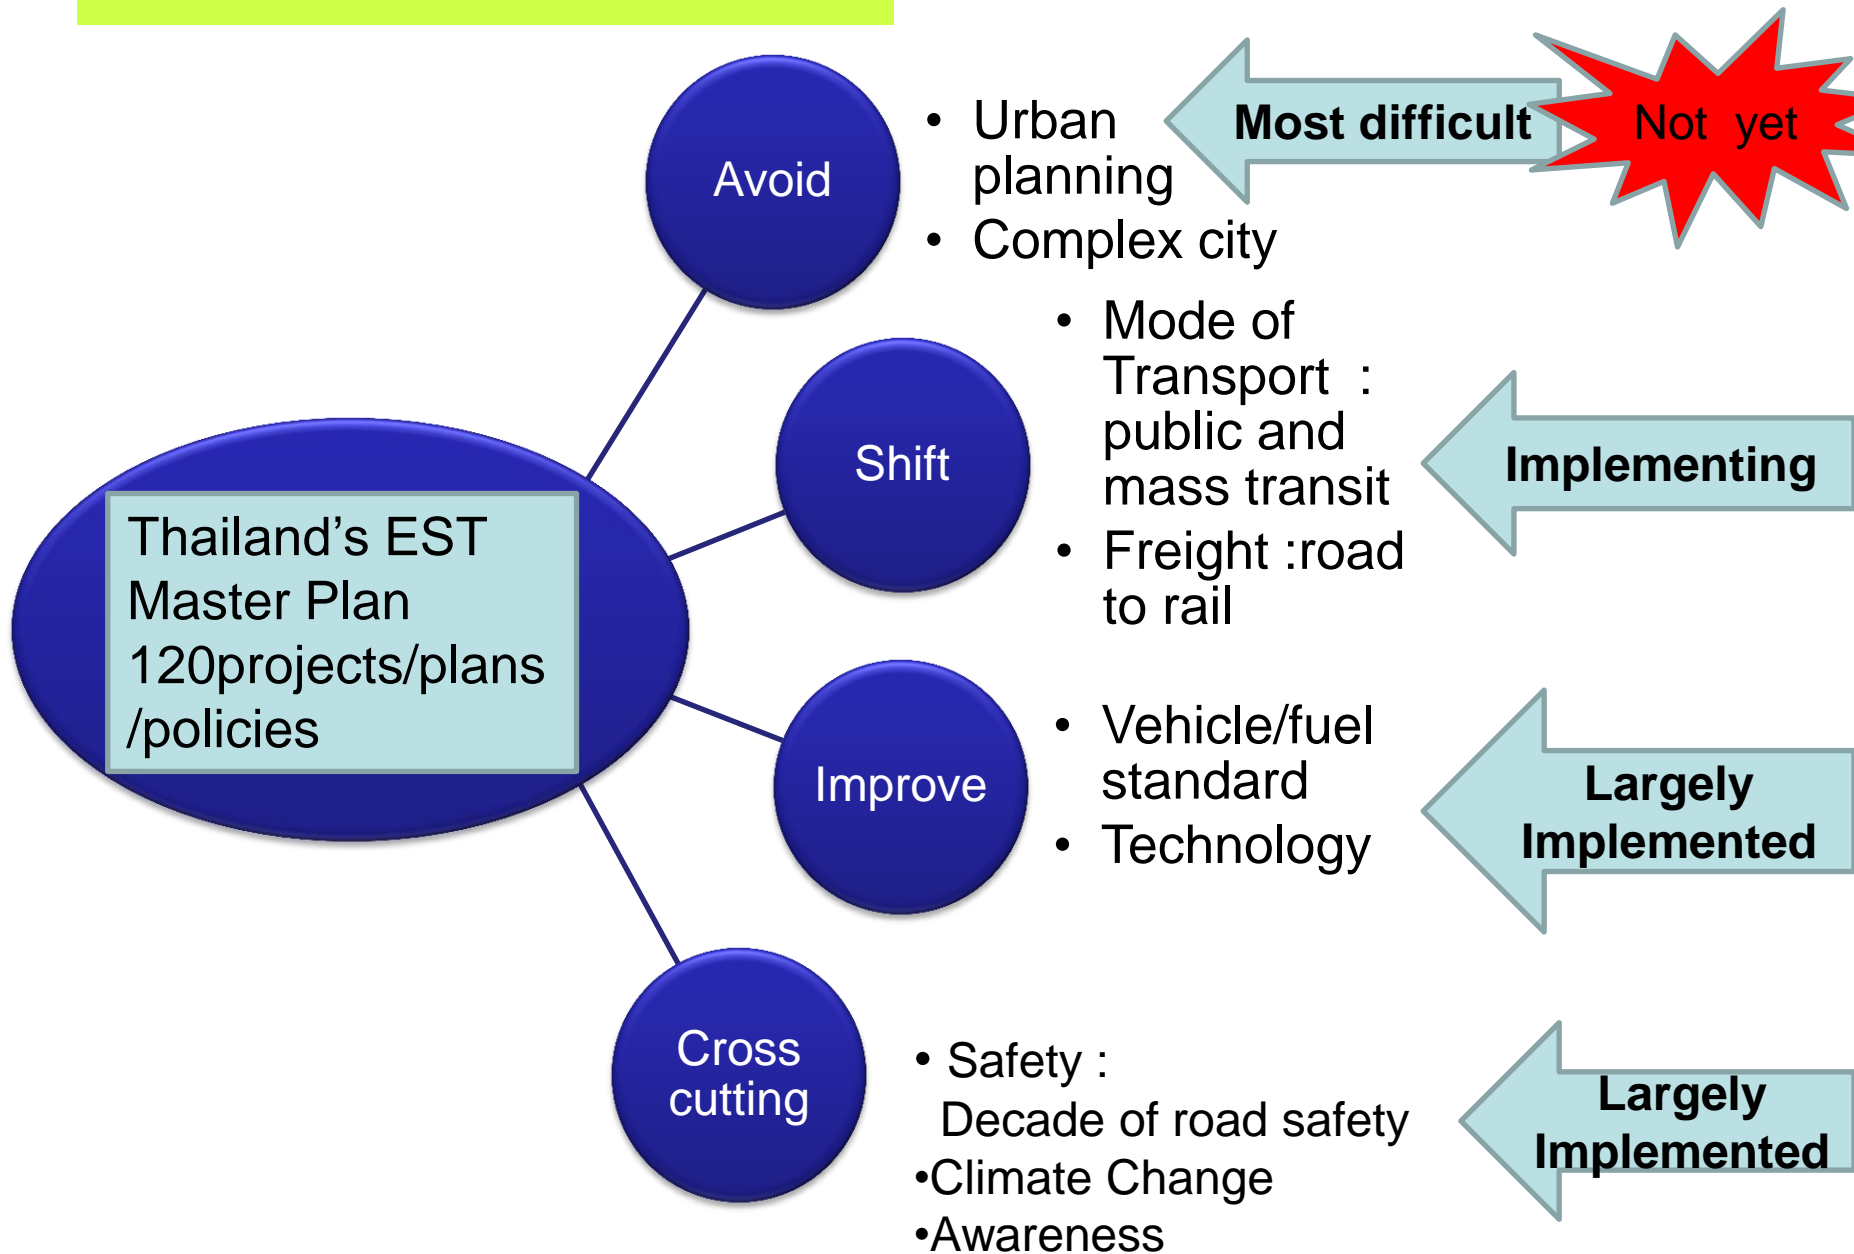 Avoid
• Urban
planning
• Complex city
Most difficult
Not yet
Shift
• Mode of
Transport :
public and
mass transit
• Freight :road
to rail
Implementing
Thailand’s EST
Master Plan
120projects/plans
/policies
Improve
• Vehicle/fuel
standard
• Technology
Largely
Implemented
Cross
cutting
• Safety :
Decade of road safety
•Climate Change
•Awareness
Largely
Implemented